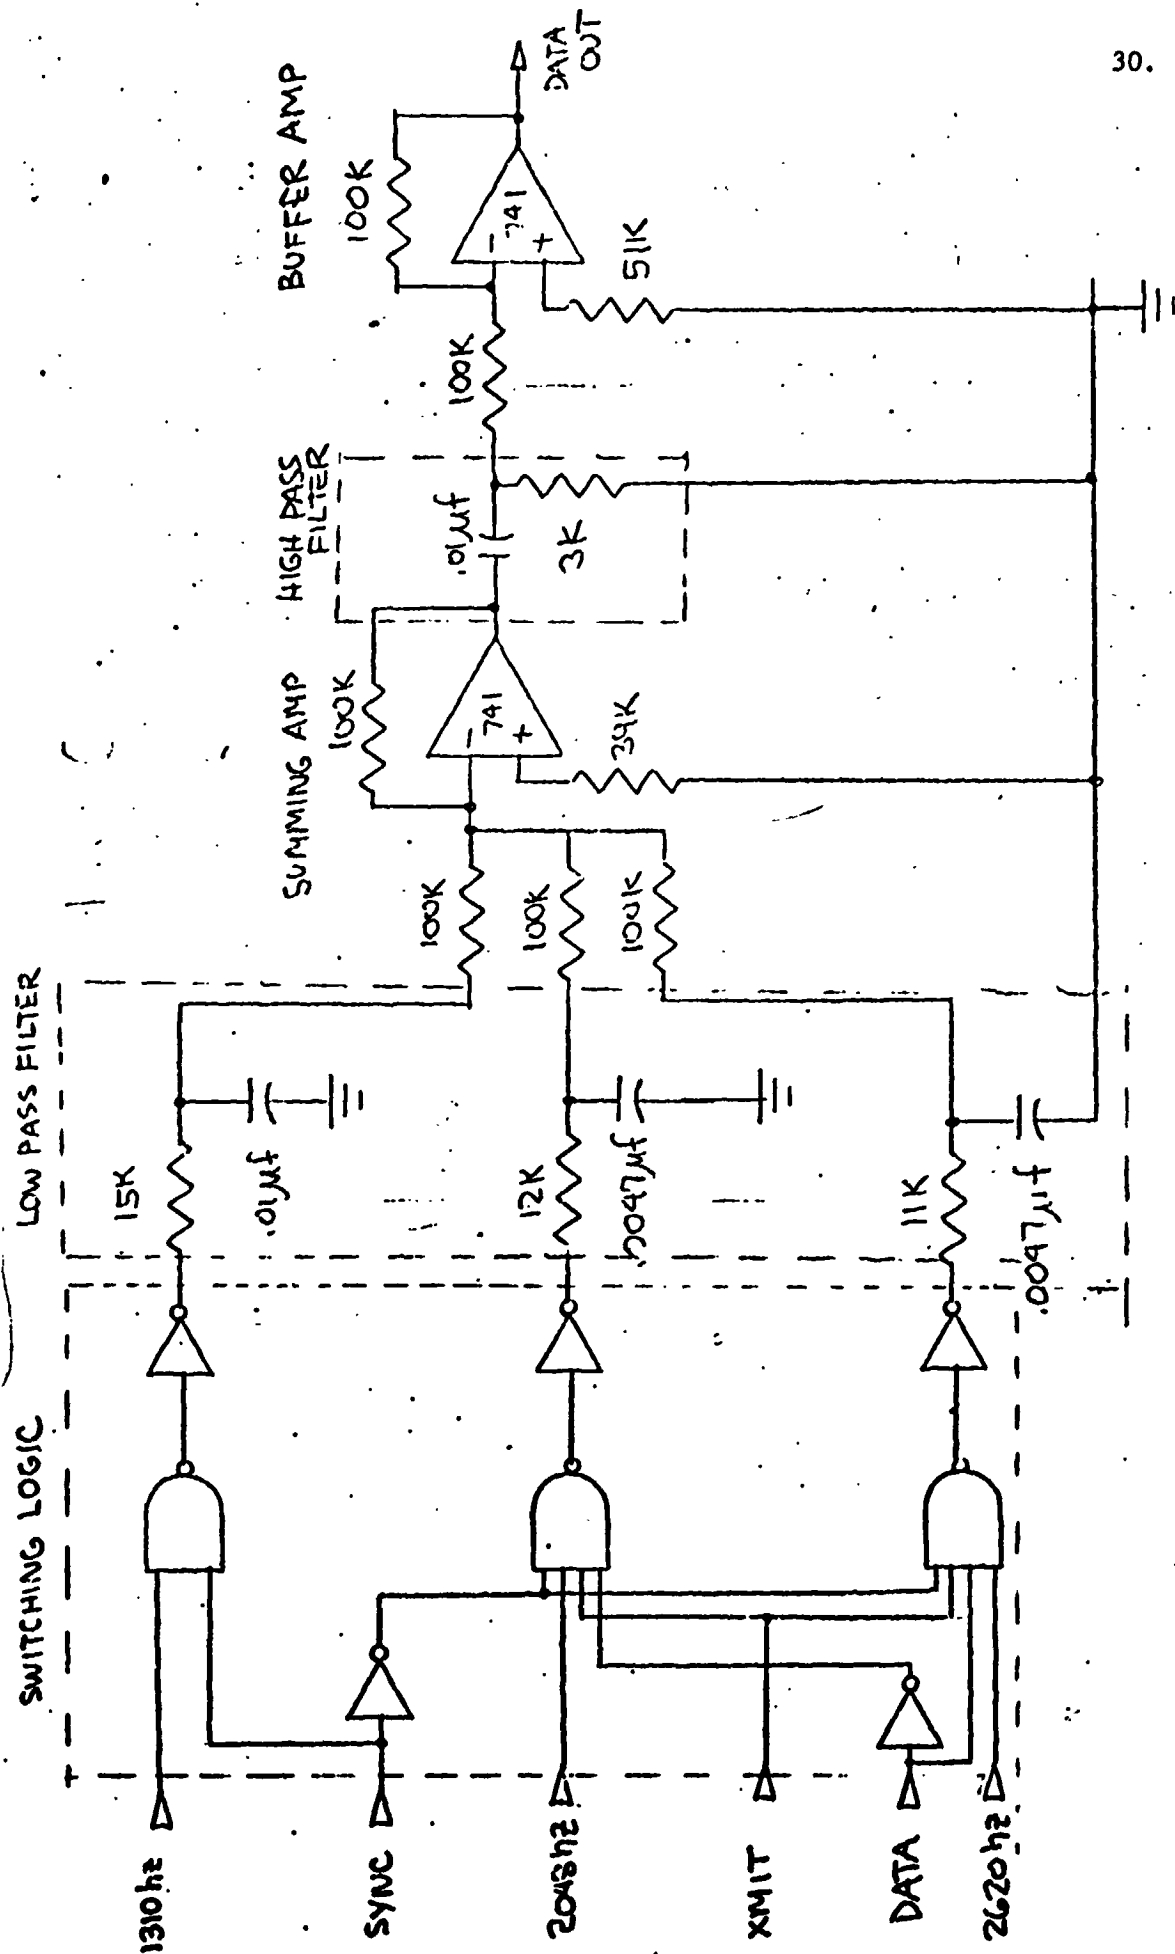 30.
SWITCHING LOGIC
LOW PASS FILTER
SUMMING AMP
HIGH PASS
FILTER
BUFFER AMP
1310hz
SYNC
2048hz
XMIT
DATA
2620hz
15K
.01µf
12K
.0047µf
11K
.0047µf
100K
100K
100K
100K
-
741
+
39K
.01µf
3K
100K
100K
-
741
+
51K
DATA
OUT